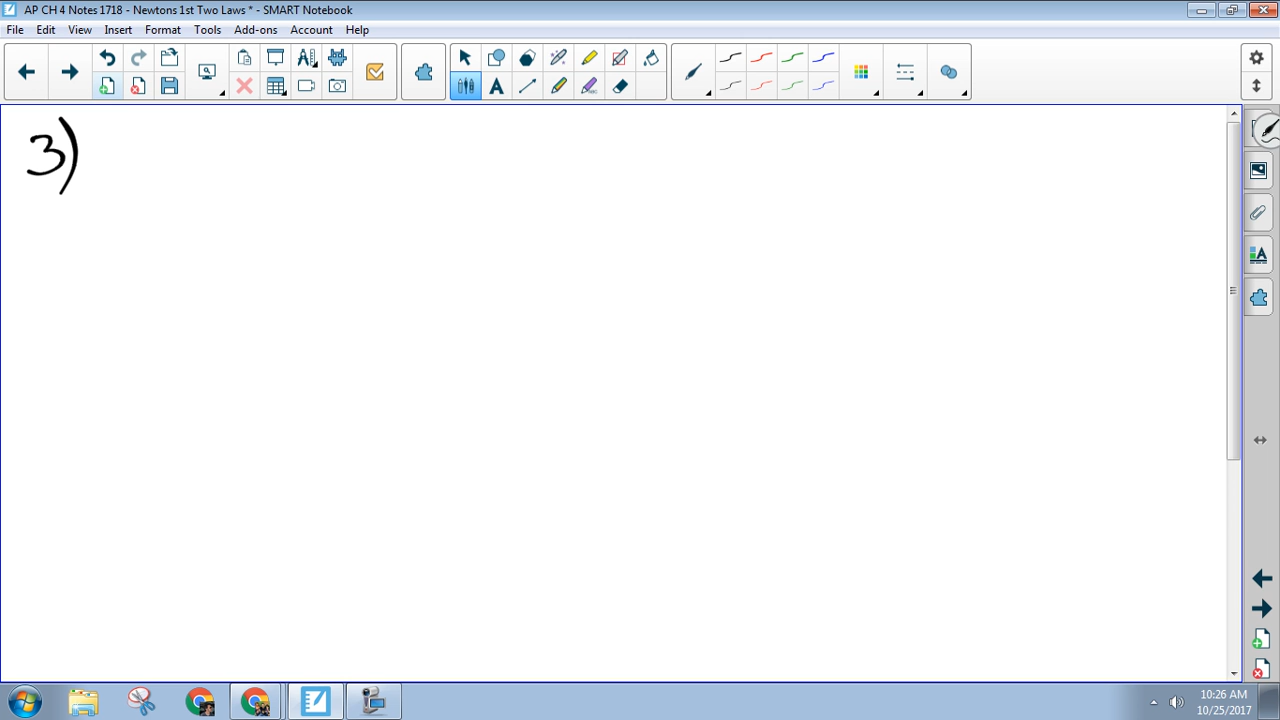 AP CH 4 Notes 1718 - Newtons 1st Two Laws * - SMART Notebook
File Edit View Insert Format Tools Add-ons Account Help
3)
10:26 AM
10/25/2017